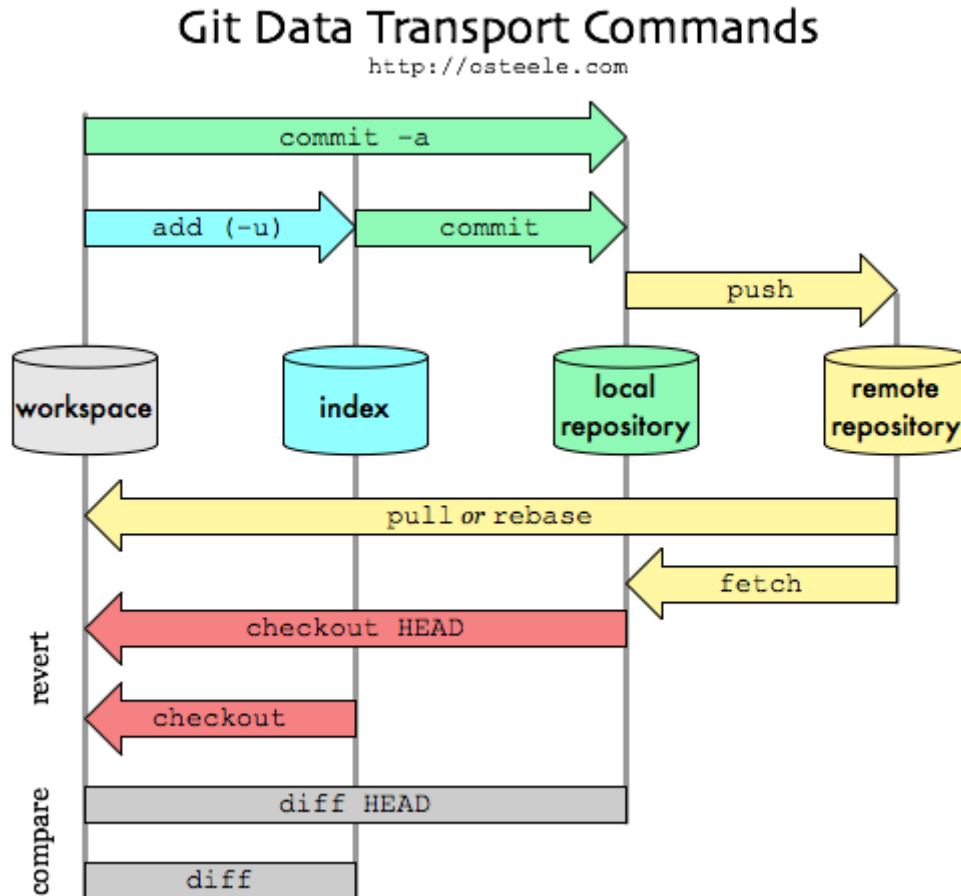 Git Data Transport Commands
http://osteele.com
commit -a
add (-u)
commit
push
workspace
index
local
repository
remote
repository
pull or rebase
fetch
revert
checkout HEAD
checkout
compare
diff HEAD
diff